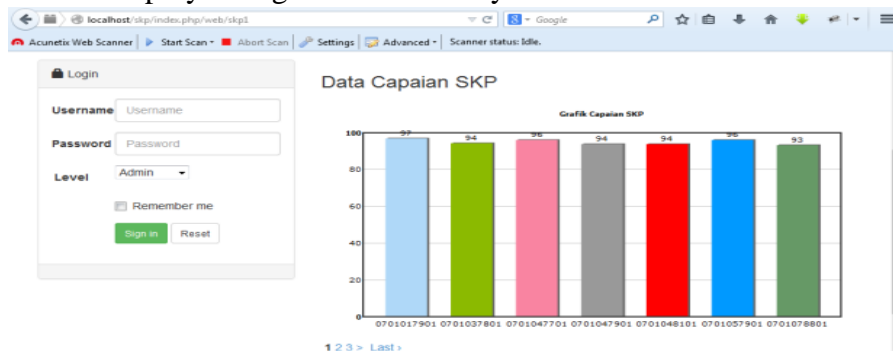 localhost/skp/index.php/web/skp1
Google
Acunetix Web Scanner Start Scan Abort Scan Settings Advanced Scanner status: Idle.
Login
Username Username
Password Password
Level Admin
Remember me
Sign in Reset
Data Capaian SKP
Grafik Capaian SKP
97 94 96 94 94 96 93
100
80
60
40
20
0
0701017901 0701037801 0701047701 0701047901 0701048101 0701057901 0701078801
1 2 3 > Last ›